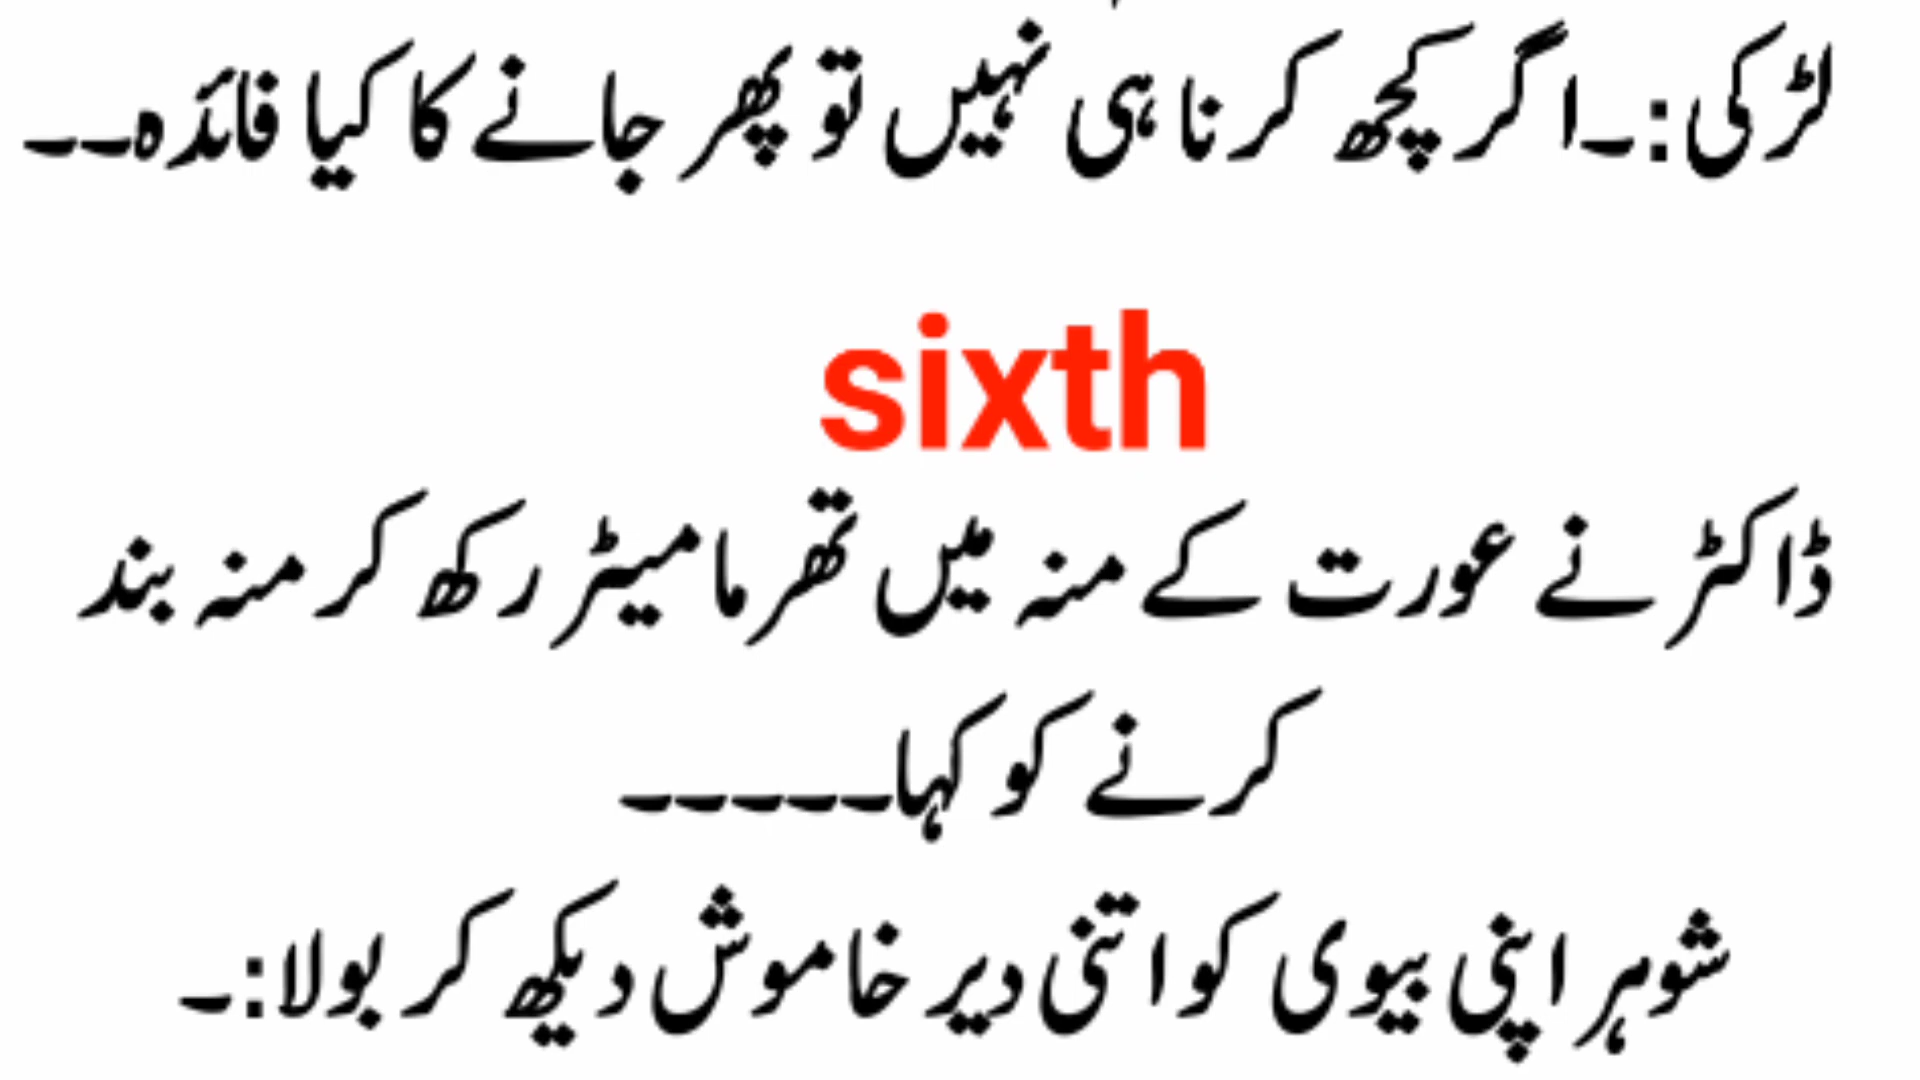 لڑکی:۔اگر کچھ کرنا ہی نہیں تو پھر جانے کا کیا فائدہ۔۔
sixth
ڈاکٹر نے عورت کے منہ میں تھرمامیٹر رکھ کر منہ بند
کرنے کو کہا۔۔۔۔۔
شوہر اپنی بیوی کو اتنی دیر خاموش دیکھ کر بولا:۔